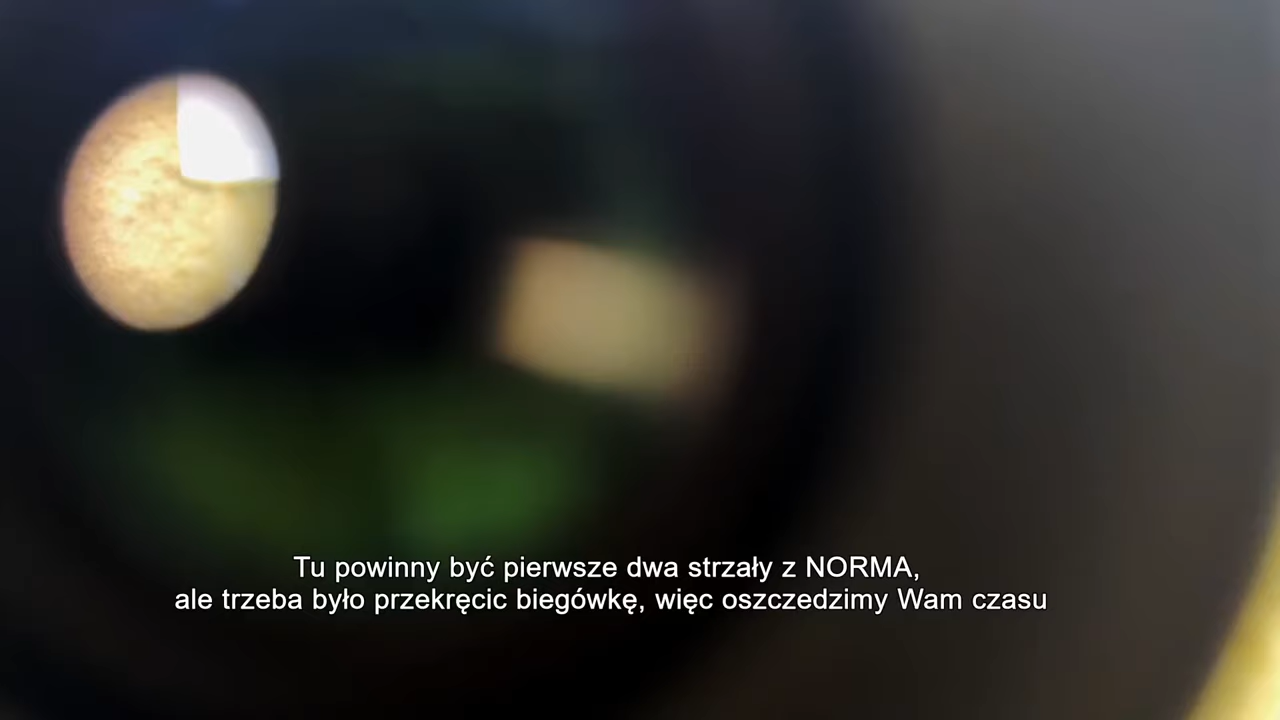 Tu powinny być pierwsze dwa strzały z NORMA,
ale trzeba było przekręcic biegówkę, więc oszczedzimy Wam czasu